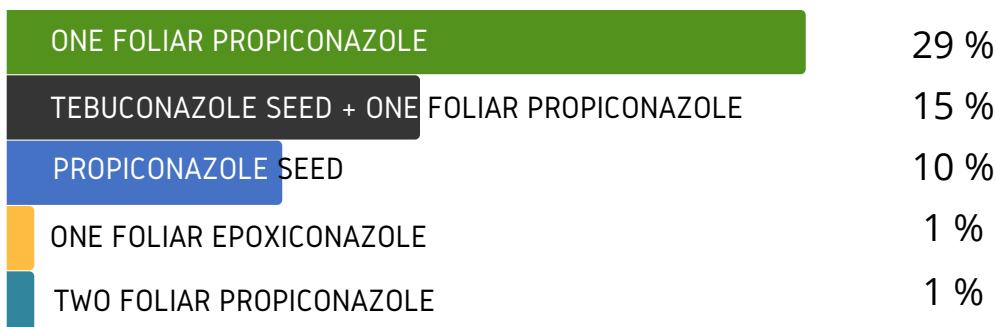 ONE FOLIAR PROPICONAZOLE 29 %
TEBUCONAZOLE SEED + ONE FOLIAR PROPICONAZOLE 15 %
PROPICONAZOLE SEED 10 %
ONE FOLIAR EPOXICONAZOLE 1 %
TWO FOLIAR PROPICONAZOLE 1 %